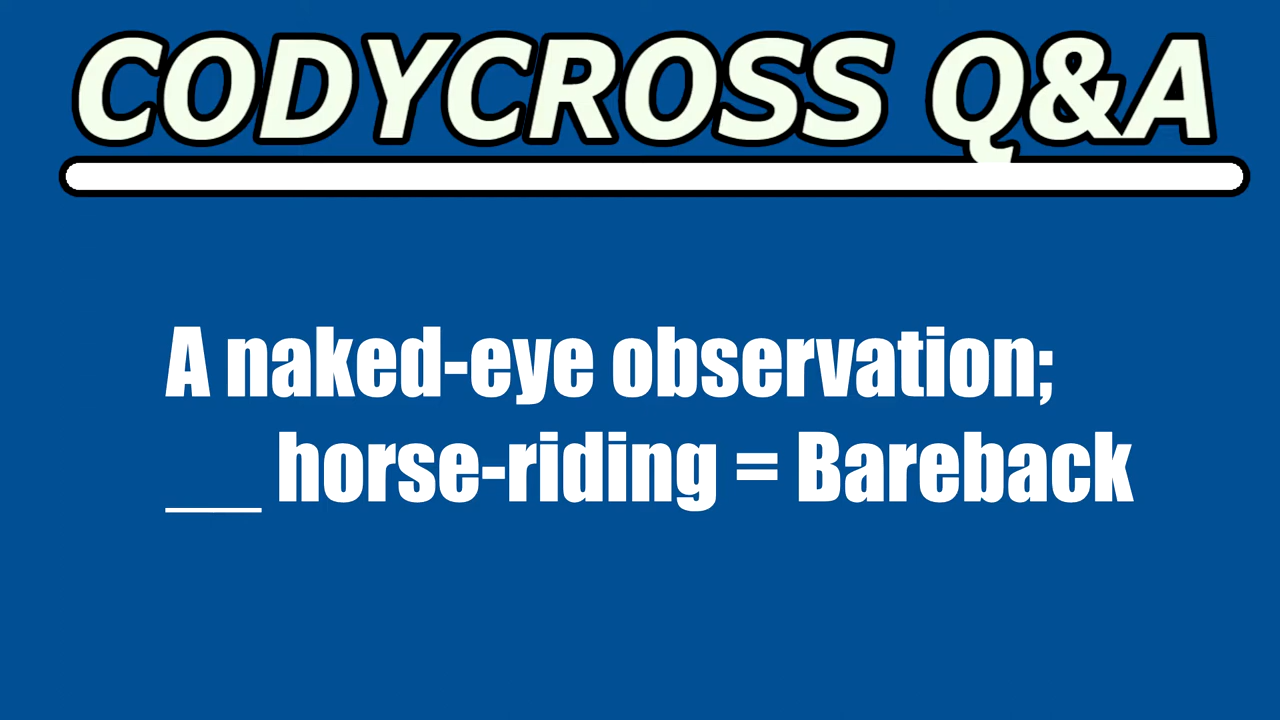 CODYCROSS Q&A
A naked-eye observation;
___ horse-riding = Bareback